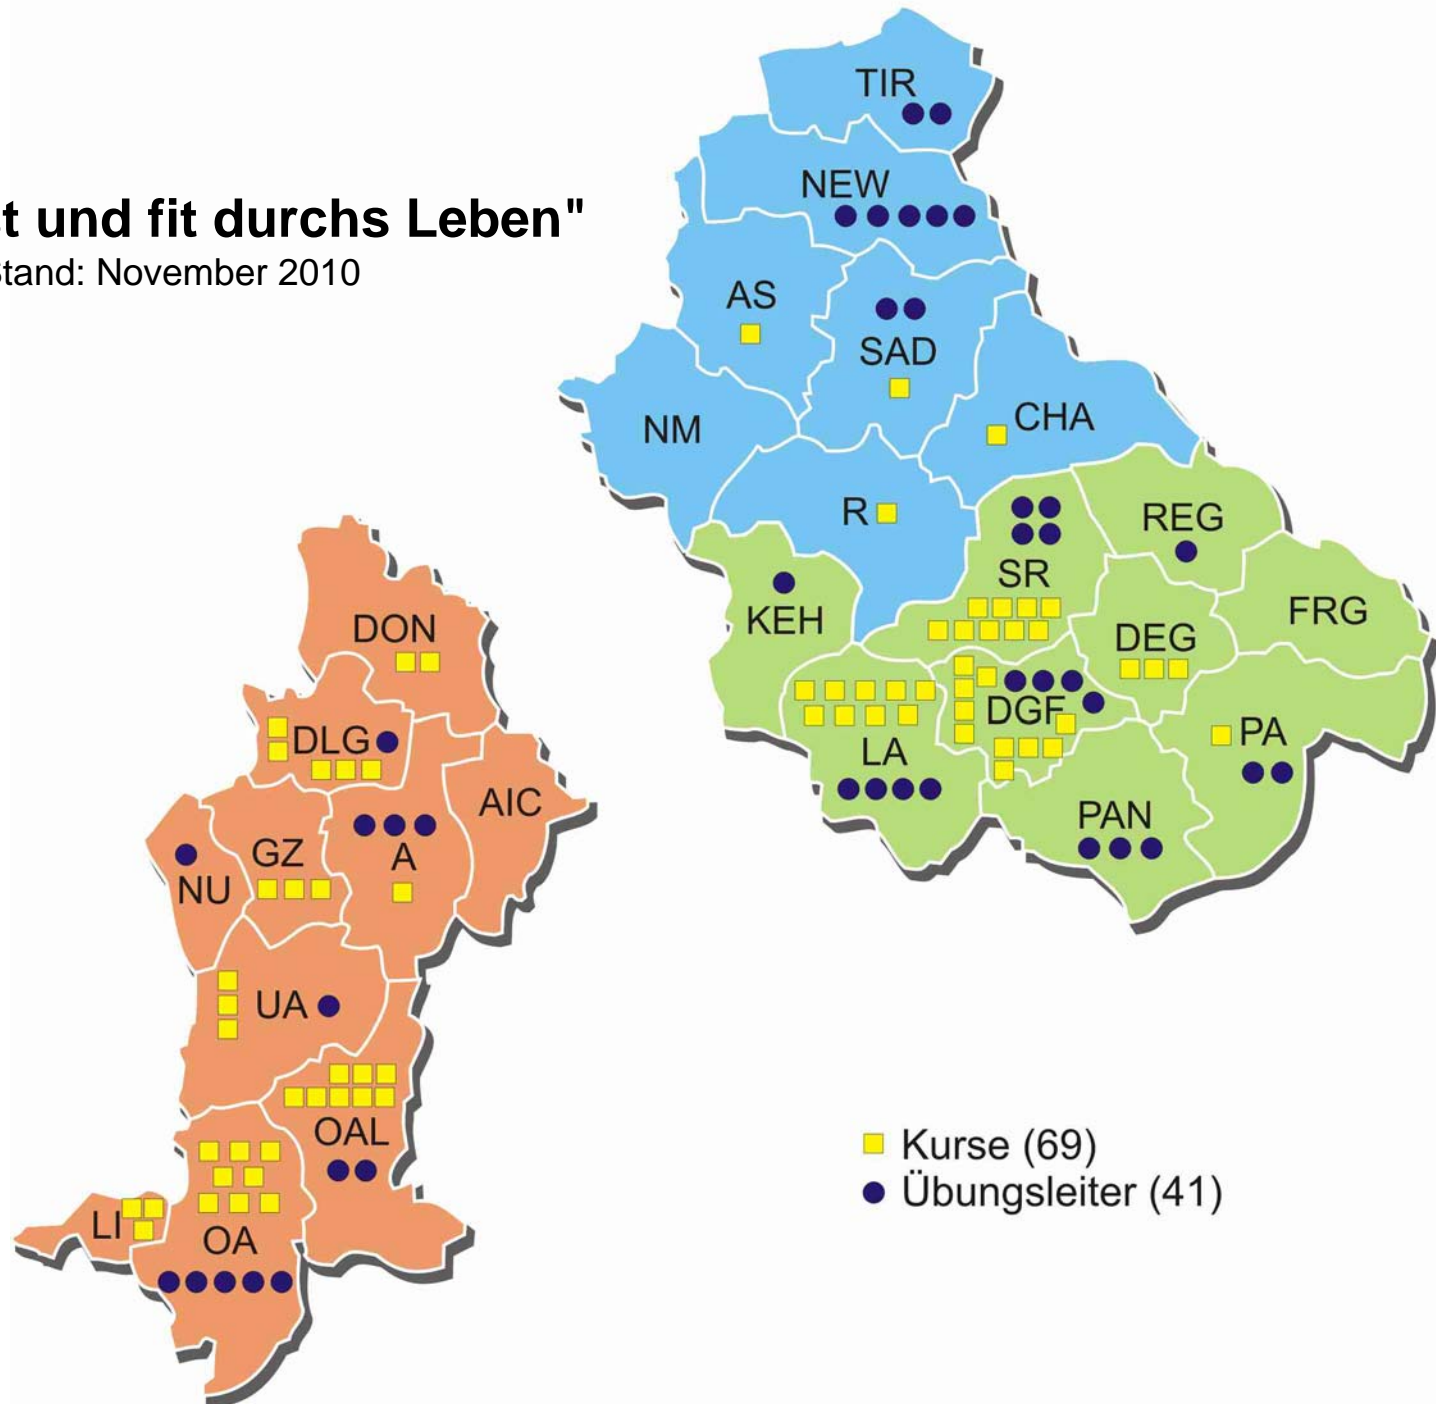 t und fit durchs Leben"
Stand: November 2010
TIR
NEW
AS
SAD
CHA
NM
R
SR
REG
KEH
FRG
DEG
DGF
LA
PA
PAN
DON
DLG
AIC
GZ
A
NU
UA
OAL
LI
OA
Kurse (69)
Übungsleiter (41)